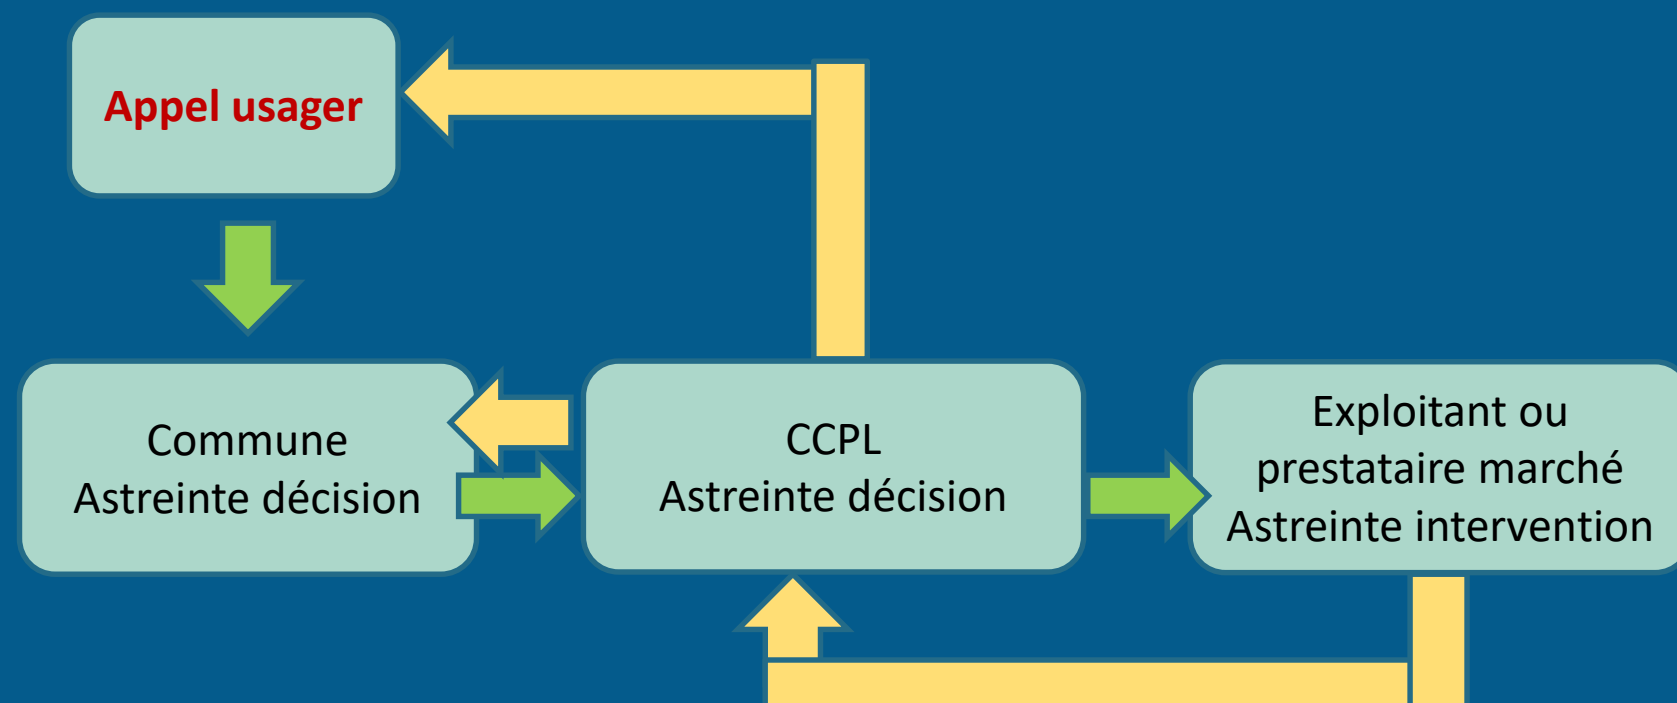 Appel usager
Commune
Astreinte décision
CCPL
Astreinte décision
Exploitant ou
prestataire marché
Astreinte intervention